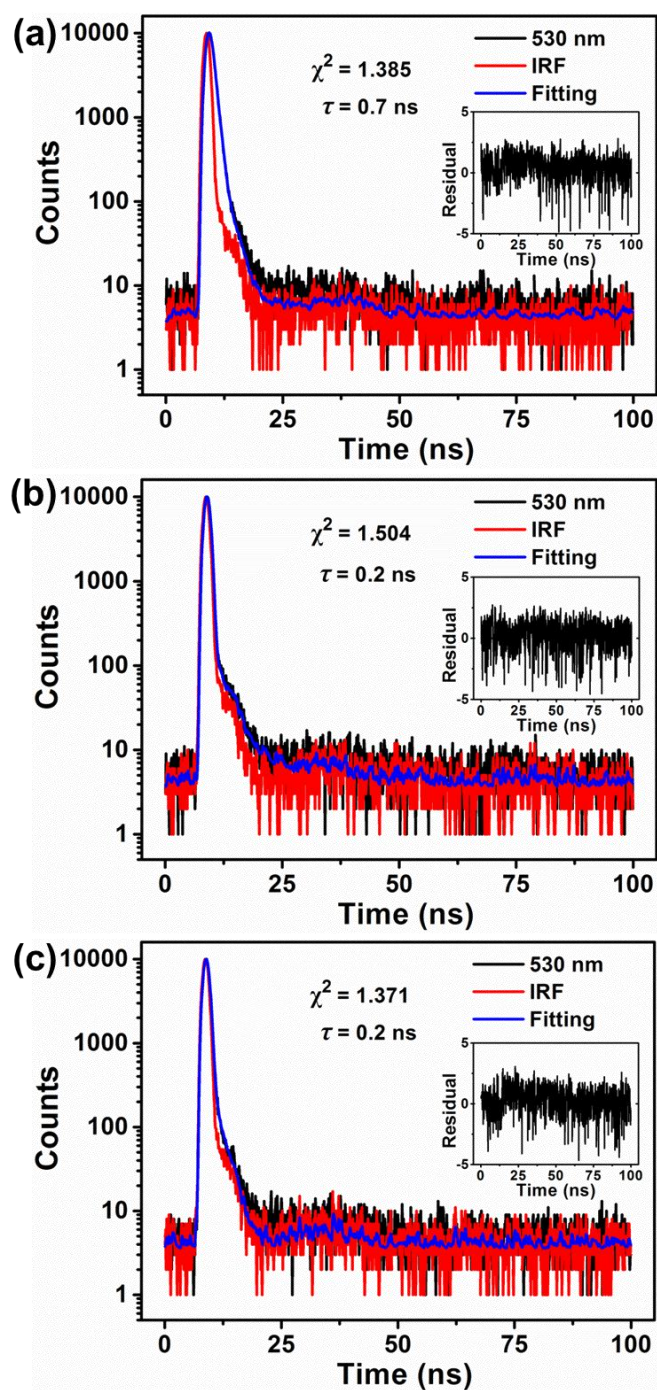 (a)
10000
1000
100
10
1
Counts
χ² = 1.385
τ = 0.7 ns
530 nm
IRF
Fitting
5
0
-5
Residual
0 25 50 75 100
Time (ns)
0 25 50 75 100
Time (ns)
(b)
10000
1000
100
10
1
Counts
χ² = 1.504
τ = 0.2 ns
530 nm
IRF
Fitting
5
0
-5
Residual
0 25 50 75 100
Time (ns)
0 25 50 75 100
Time (ns)
(c)
10000
1000
100
10
1
Counts
χ² = 1.371
τ = 0.2 ns
530 nm
IRF
Fitting
5
0
-5
Residual
0 25 50 75 100
Time (ns)
0 25 50 75 100
Time (ns)